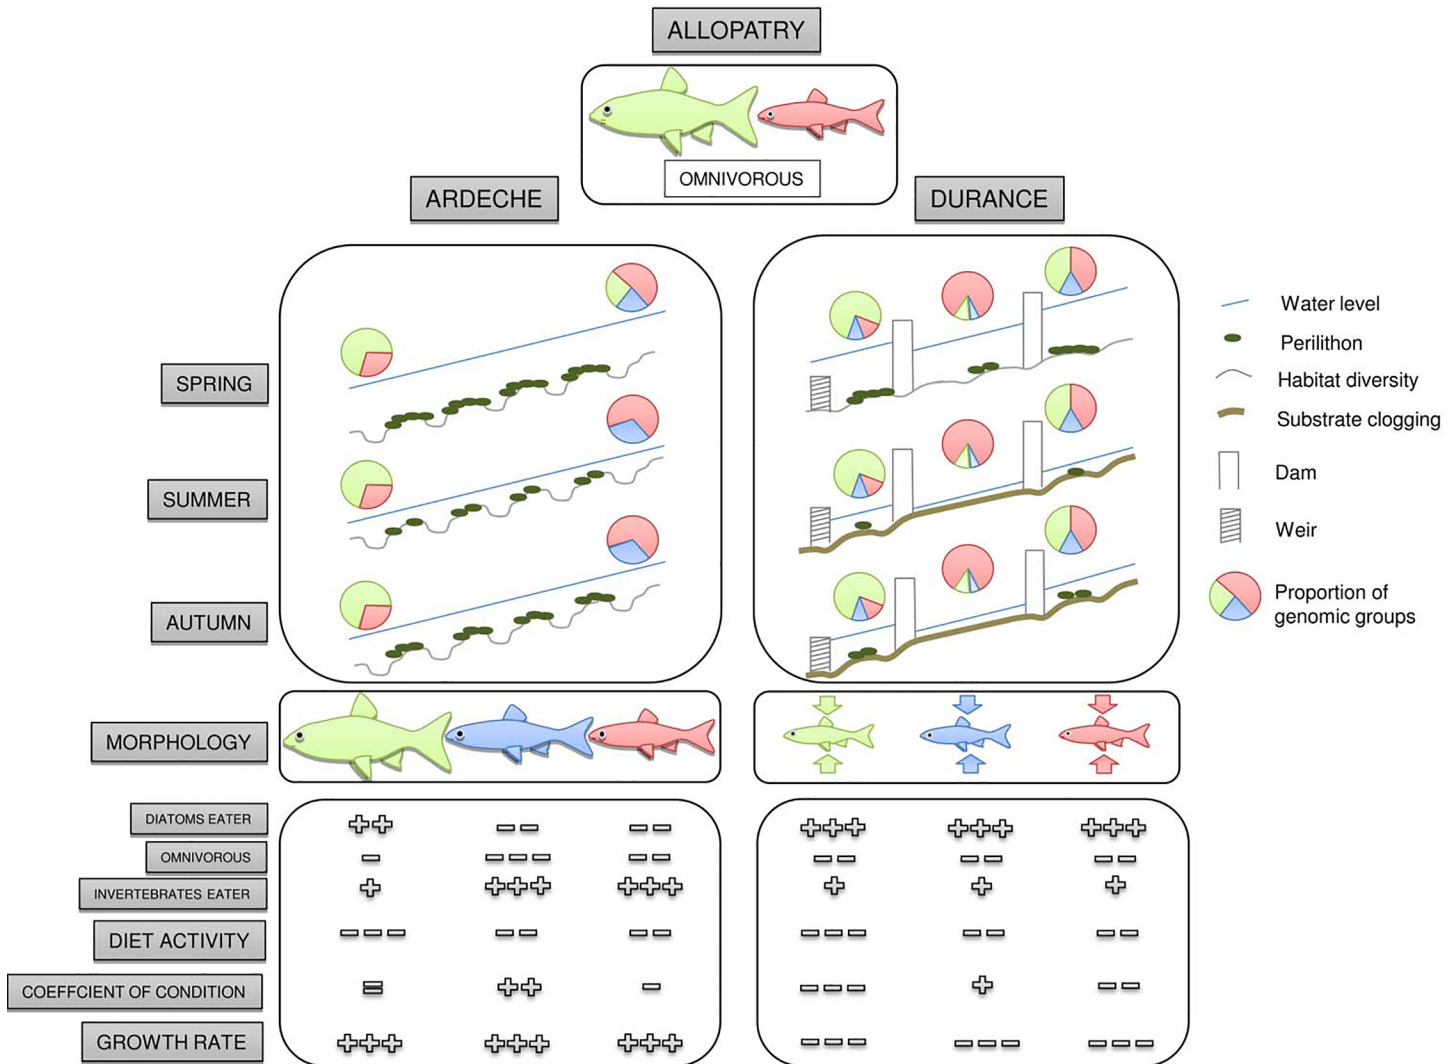 ALLOPATRY
OMNIVOROUS
ARDECHE
DURANCE
SPRING
SUMMER
AUTUMN
Water level
Perilithon
Habitat diversity
Substrate clogging
Dam
Weir
Proportion of
genomic groups
MORPHOLOGY
DIATOMS EATER
OMNIVOROUS
INVERTEBRATES EATER
DIET ACTIVITY
COEFFCIENT OF CONDITION
GROWTH RATE